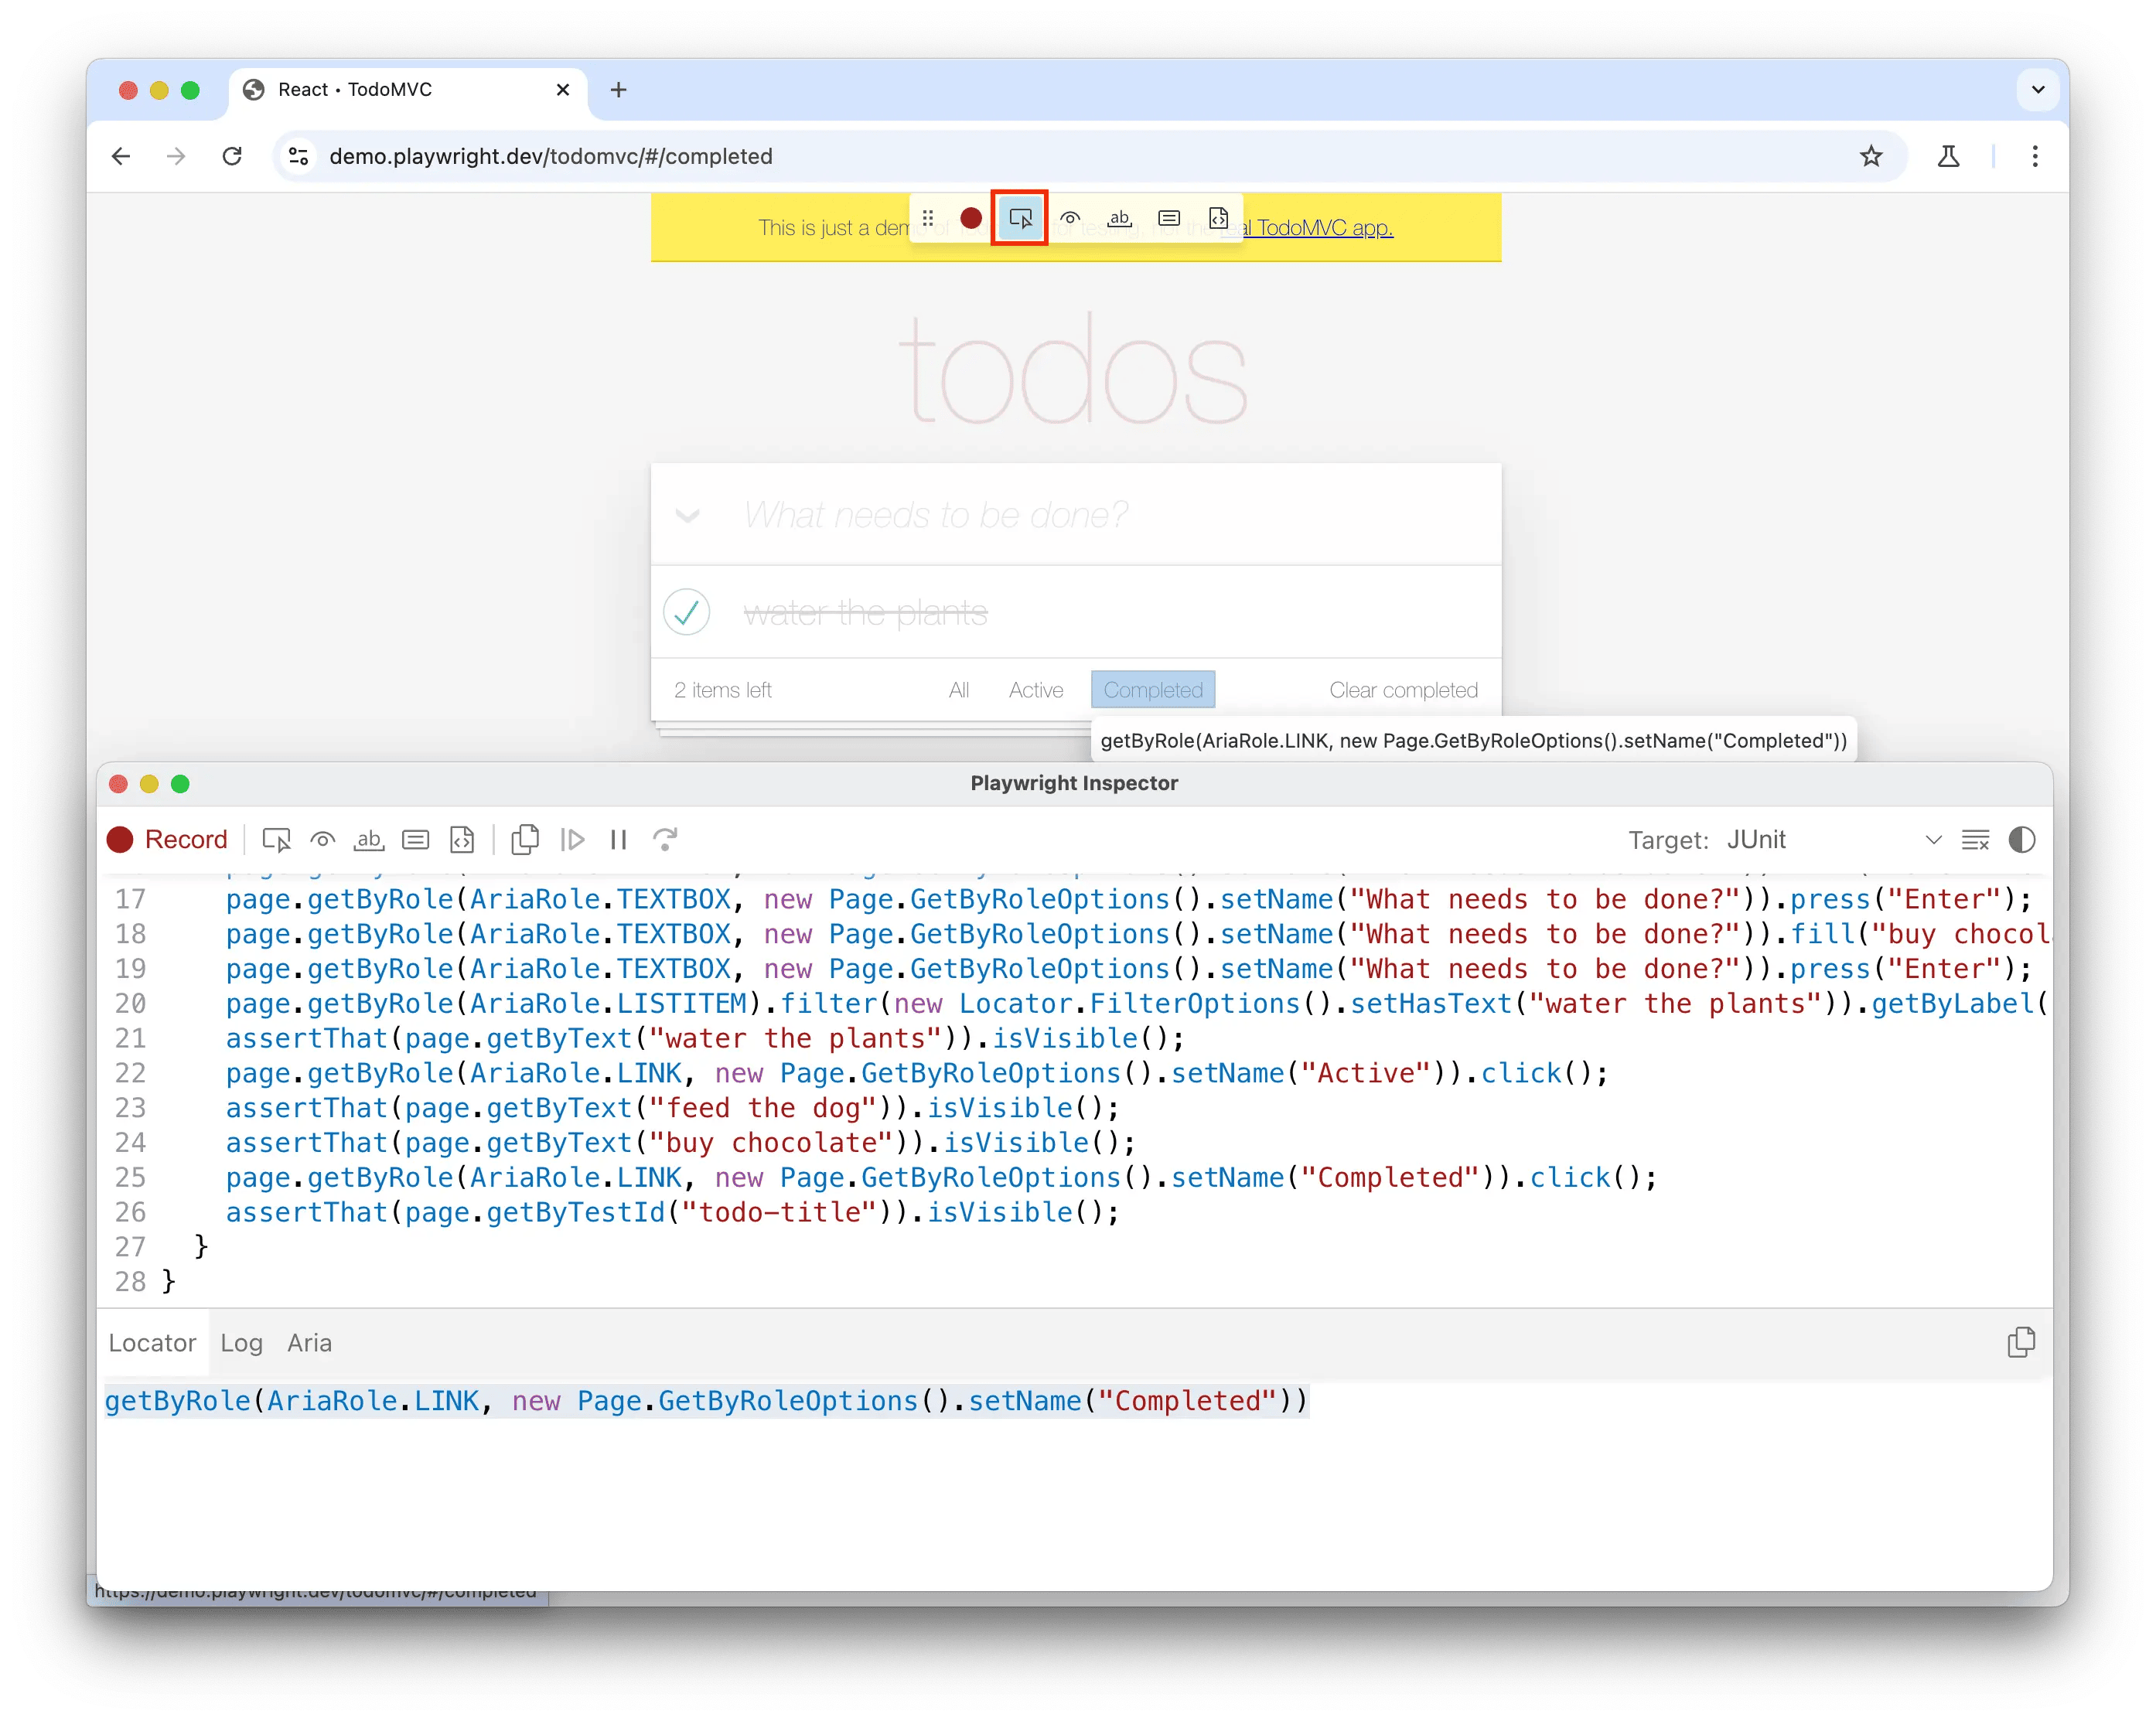 React • TodoMVC
demo.playwright.dev/todomvc/#/completed
This is just a demo of for testing, not the real TodoMVC app.
ab
todos
What needs to be done?
water the plants
2 items left All Active Completed Clear completed
getByRole(AriaRole.LINK, new Page.GetByRoleOptions().setName("Completed"))
Playwright Inspector
Record ab Target: JUnit
17 page.getByRole(AriaRole.TEXTBOX, new Page.GetByRoleOptions().setName("What needs to be done?")).press("Enter");
18 page.getByRole(AriaRole.TEXTBOX, new Page.GetByRoleOptions().setName("What needs to be done?")).fill("buy chocol
19 page.getByRole(AriaRole.TEXTBOX, new Page.GetByRoleOptions().setName("What needs to be done?")).press("Enter");
20 page.getByRole(AriaRole.LISTITEM).filter(new Locator.FilterOptions().setHasText("water the plants")).getByLabel(
21 assertThat(page.getByText("water the plants")).isVisible();
22 page.getByRole(AriaRole.LINK, new Page.GetByRoleOptions().setName("Active")).click();
23 assertThat(page.getByText("feed the dog")).isVisible();
24 assertThat(page.getByText("buy chocolate")).isVisible();
25 page.getByRole(AriaRole.LINK, new Page.GetByRoleOptions().setName("Completed")).click();
26 assertThat(page.getByTestId("todo-title")).isVisible();
27 }
28 }
Locator Log Aria
getByRole(AriaRole.LINK, new Page.GetByRoleOptions().setName("Completed"))
https://demo.playwright.dev/todomvc/#/completed